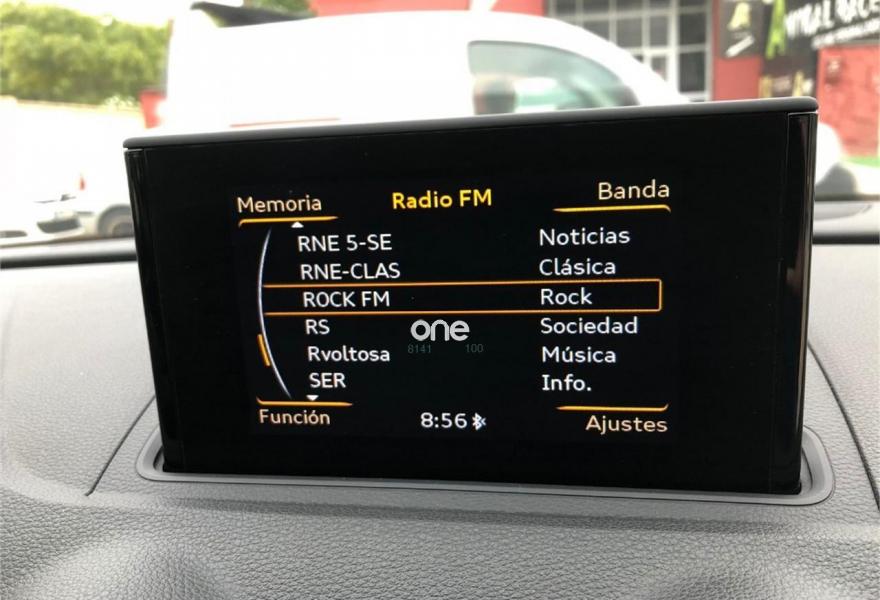 Memoria Radio FM Banda
RNE 5-SE Noticias
RNE-CLAS Clásica
ROCK FM Rock
RS Sociedad
one
8141 100
Rvoltosa Música
SER Info.
Función 8:56 Ajustes